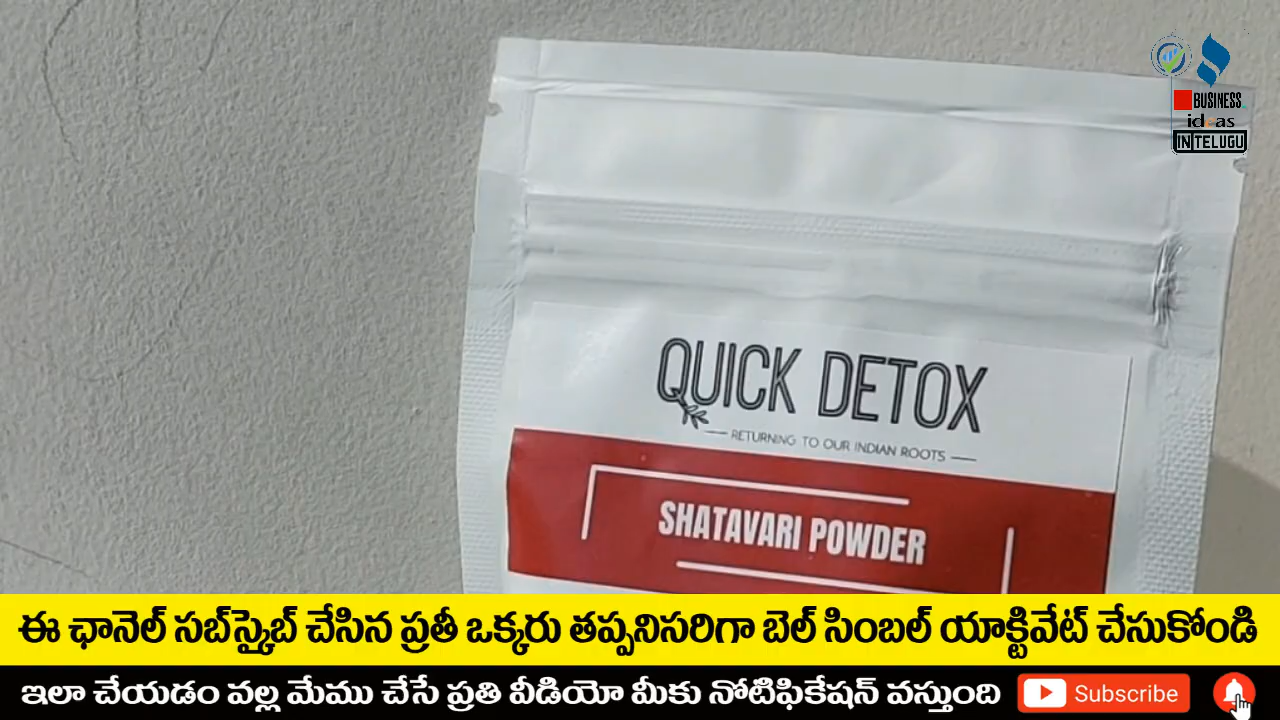 BUSINESS
ideas
IN TELUGU
QUICK DETOX
RETURNING TO OUR INDIAN ROOTS
SHATAVARI POWDER
ఈ ఛానెల్ సబ్‌స్క్రైబ్ చేసిన ప్రతీ ఒక్కరు తప్పనిసరిగా బెల్ సింబల్ యాక్టివేట్ చేసుకోండి
ఇలా చేయడం వల్ల మేము చేసే ప్రతి వీడియో మీకు నోటిఫికేషన్ వస్తుంది Subscribe